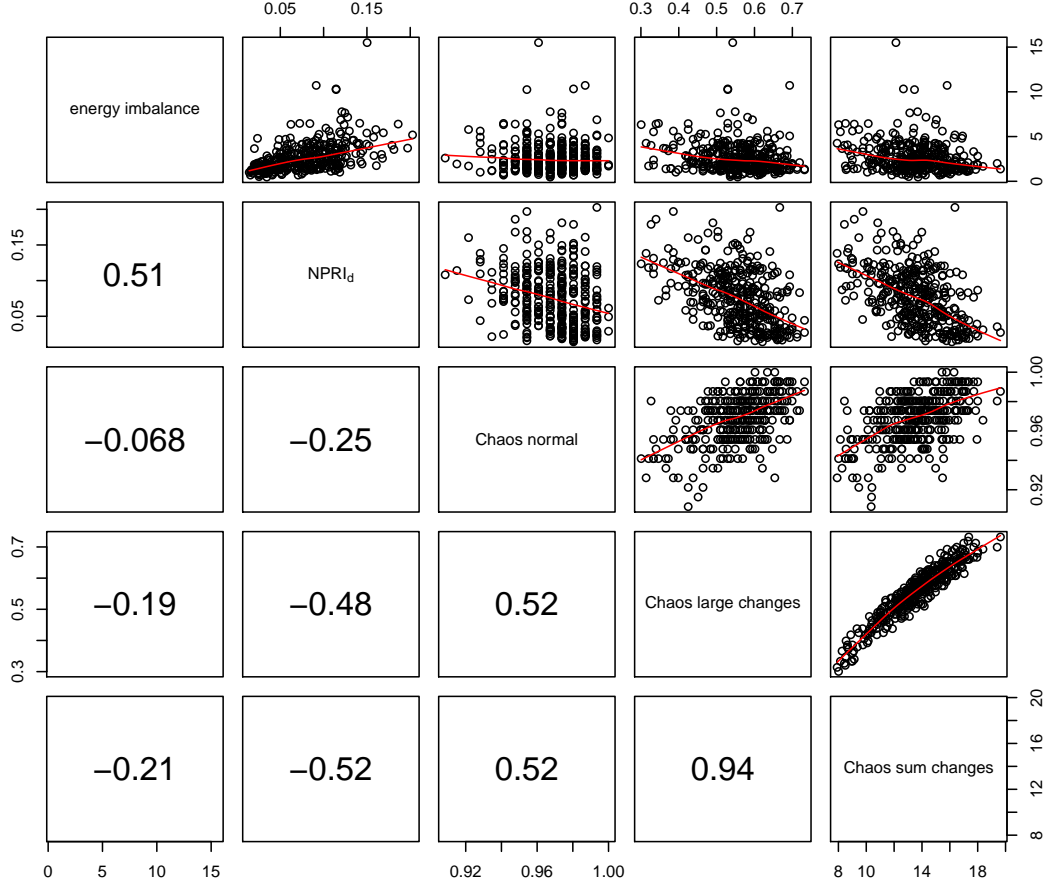 0.05 0.15 0.3 0.4 0.5 0.6 0.7
energy imbalance
0 5 10 15
0.05 0.15
0.51
NPRId
−0.068
−0.25
Chaos normal
0.92 0.96 1.00
0.3 0.5 0.7
−0.19
−0.48
0.52
Chaos large changes
−0.21
−0.52
0.52
0.94
Chaos sum changes
8 12 16 20
0 5 10 15 0.92 0.96 1.00 8 10 14 18